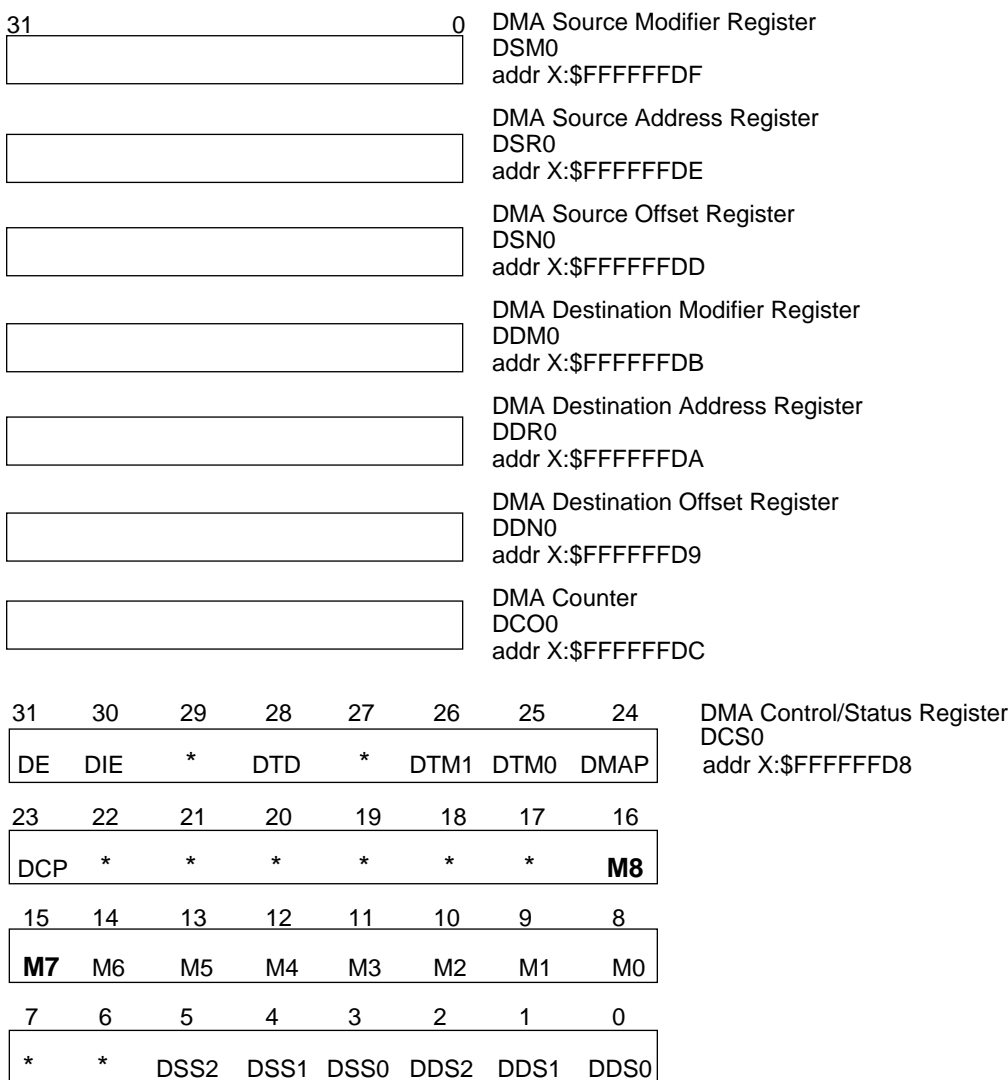 31 0 DMA Source Modifier Register
DSM0
addr X:$FFFFFFDF
DMA Source Address Register
DSR0
addr X:$FFFFFFDE
DMA Source Offset Register
DSN0
addr X:$FFFFFFDD
DMA Destination Modifier Register
DDM0
addr X:$FFFFFFDB
DMA Destination Address Register
DDR0
addr X:$FFFFFFDA
DMA Destination Offset Register
DDN0
addr X:$FFFFFFD9
DMA Counter
DCO0
addr X:$FFFFFFDC
31 30 29 28 27 26 25 24 DMA Control/Status Register
DCS0
DE DIE * DTD * DTM1 DTM0 DMAP addr X:$FFFFFFD8
23 22 21 20 19 18 17 16
DCP * * * * * * M8
15 14 13 12 11 10 9 8
M7 M6 M5 M4 M3 M2 M1 M0
7 6 5 4 3 2 1 0
* * DSS2 DSS1 DSS0 DDS2 DDS1 DDS0